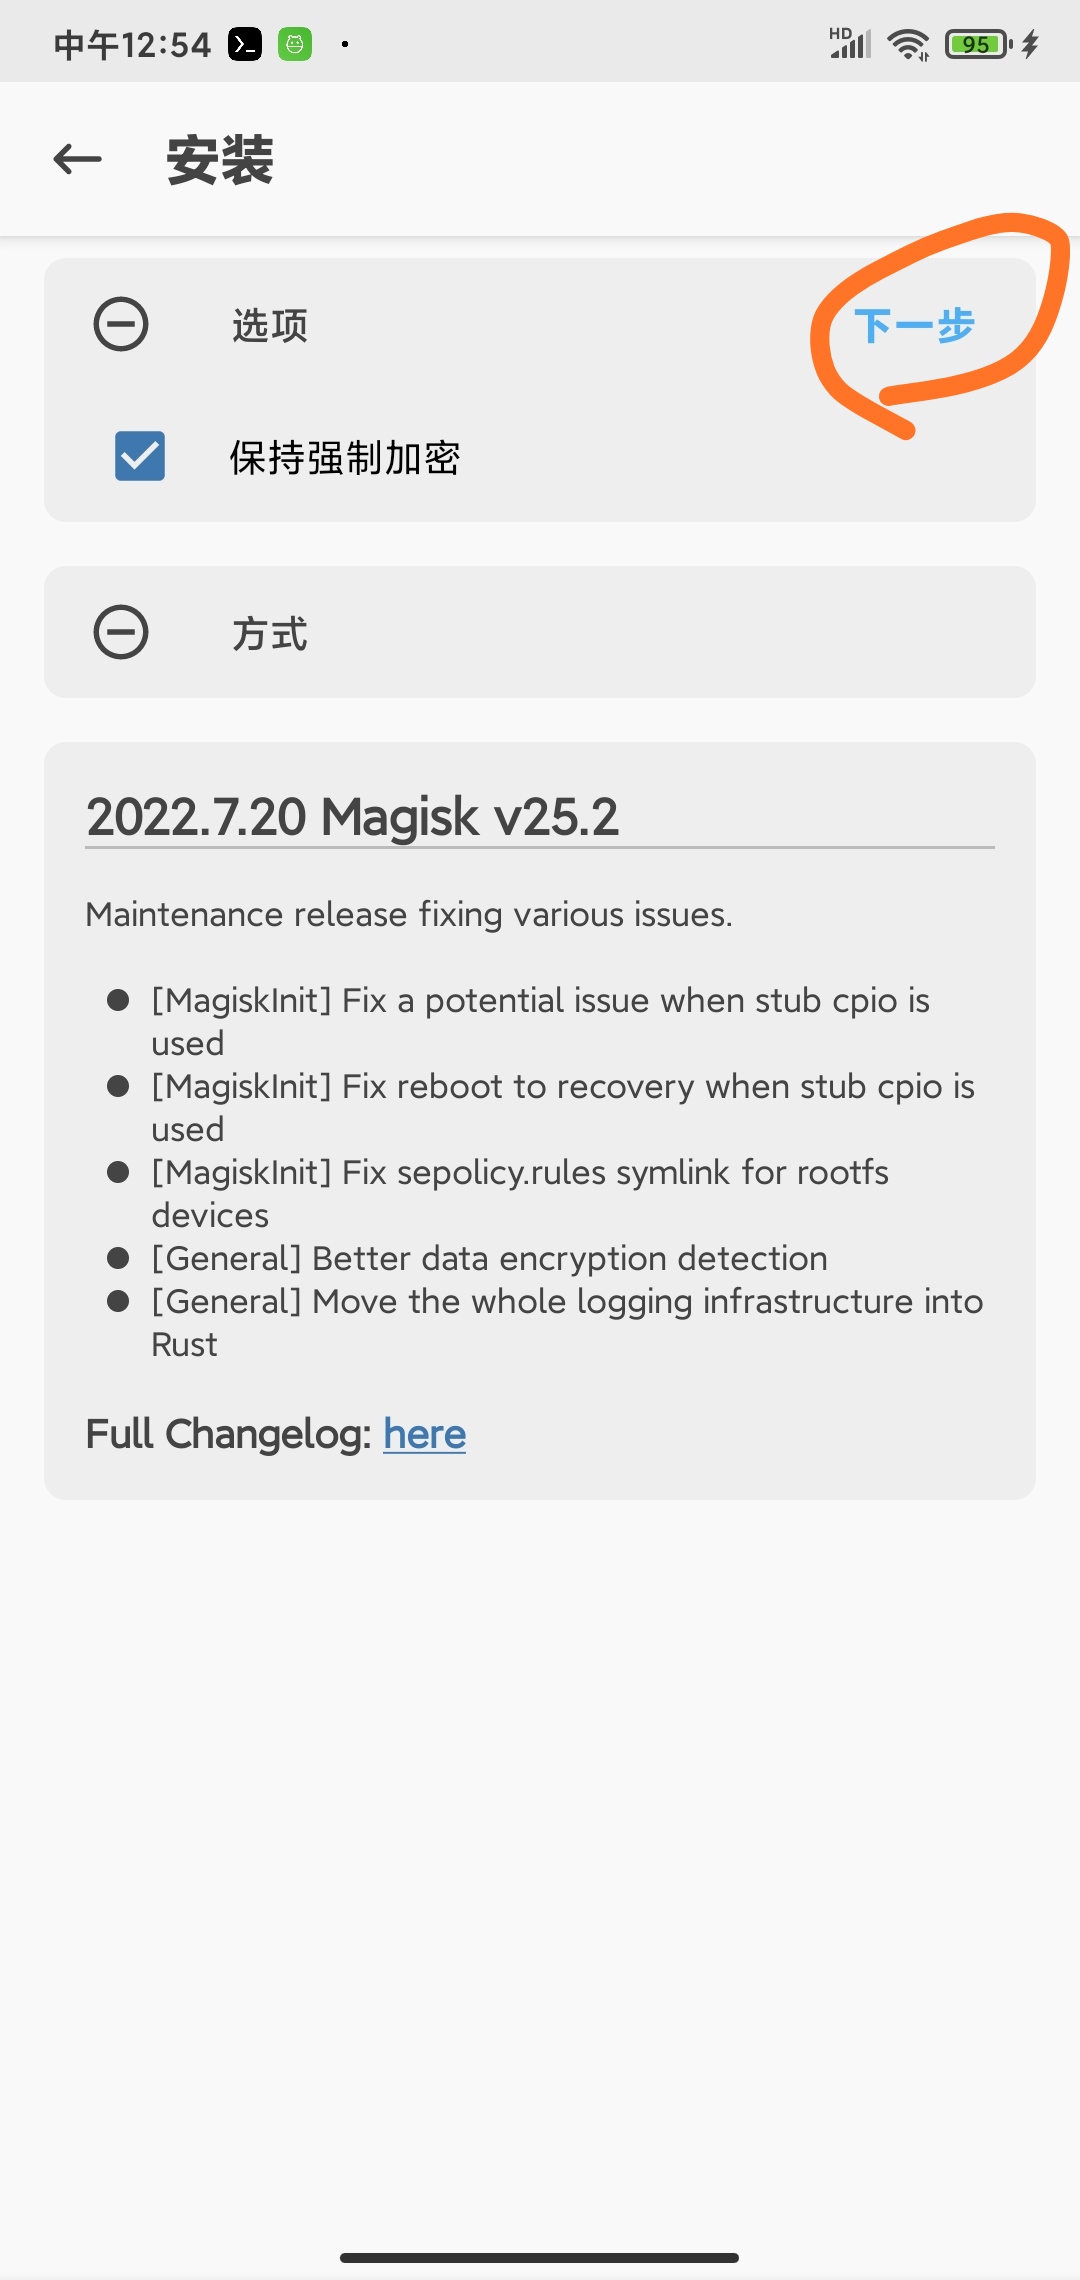 中午12:54
HD
95
安装
选项
下一步
保持强制加密
方式
2022.7.20 Magisk v25.2
Maintenance release fixing various issues.
[MagiskInit] Fix a potential issue when stub cpio is
used
[MagiskInit] Fix reboot to recovery when stub cpio is
used
[MagiskInit] Fix sepolicy.rules symlink for rootfs
devices
[General] Better data encryption detection
[General] Move the whole logging infrastructure into
Rust
Full Changelog: here